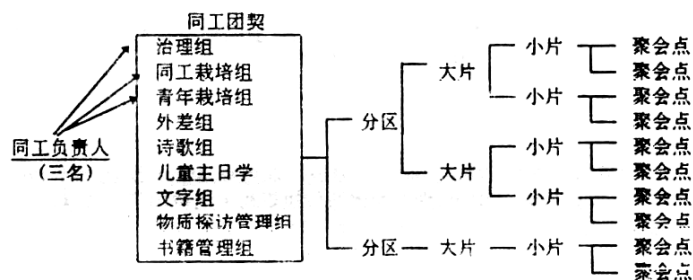 同工团契
治理组
同工栽培组
青年栽培组
外差组
诗歌组
儿童主日学
文字组
物质探访管理组
书籍管理组
同工负责人
(三名)
分区
分区
大片
大片
大片
小片
小片
小片
小片
小片
聚会点
聚会点
聚会点
聚会点
聚会点
聚会点
聚会点
聚会点
聚会点
聚会点